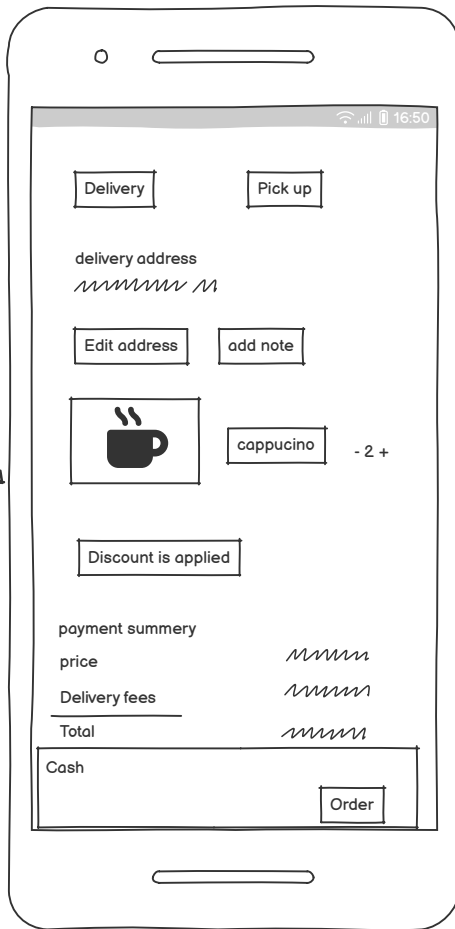 16:50
Delivery Pick up
delivery address
Edit address add note
cappucino - 2 +
Discount is applied
payment summery
price
Delivery fees
Total
Cash
Order